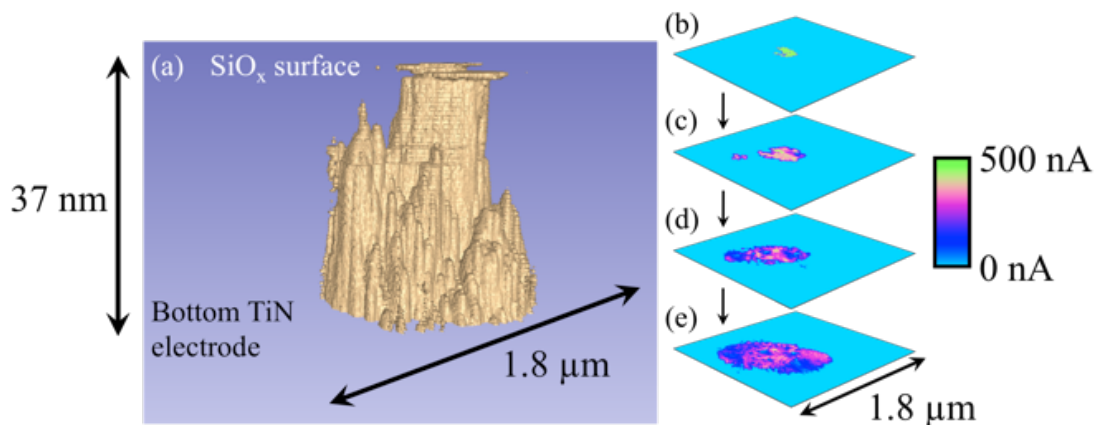 (a) SiOₓ surface
37 nm
Bottom TiN
electrode
1.8 µm
(b)
(c)
(d)
(e)
500 nA
0 nA
1.8 µm